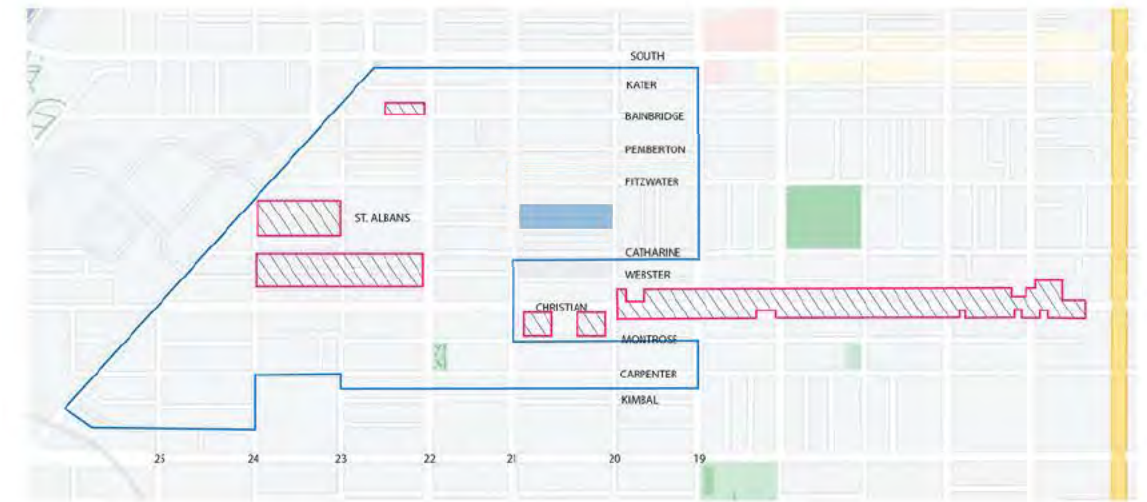 SOUTH
KATER
BAINBRIDGE
PEMBERTON
FITZWATER
ST. ALBANS
CATHARINE
WEBSTER
CHRISTIAN
MONTROSE
CARPENTER
KIMBAL
25 24 23 22 21 20 19